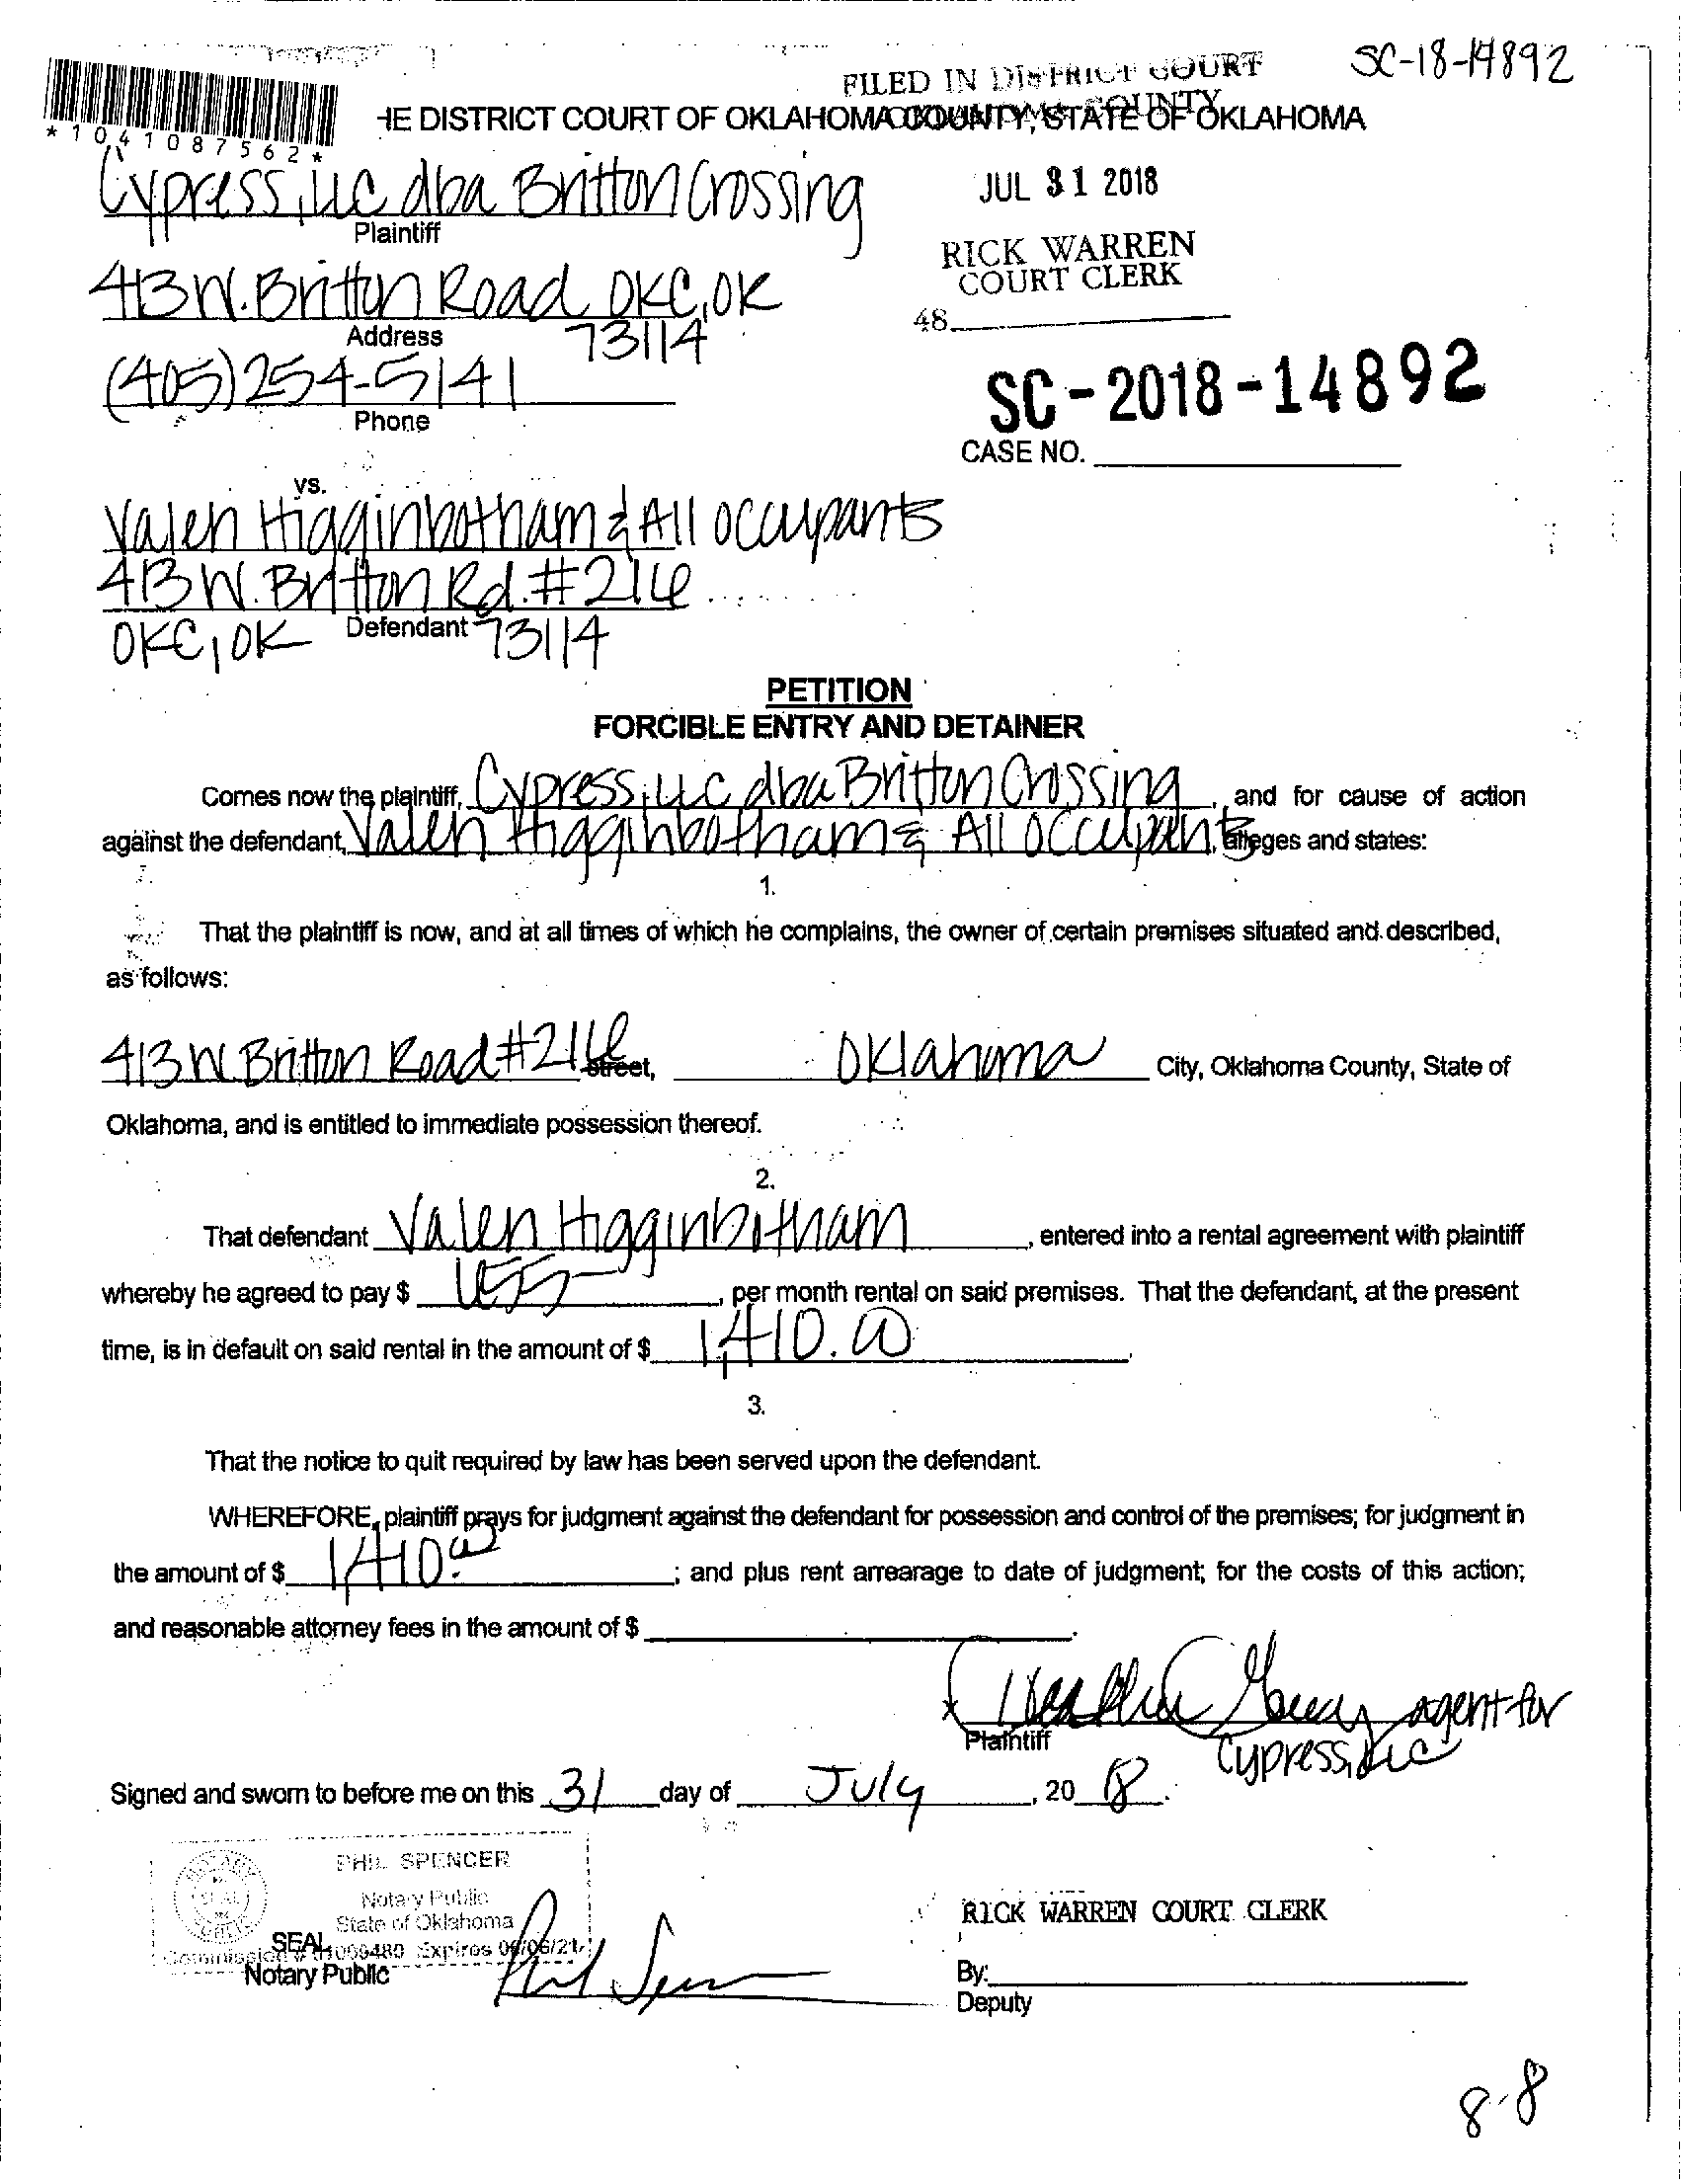 SC-18-14892
FILED IN DISTRICT COURT
OKLAHOMA COUNTY
HE DISTRICT COURT OF OKLAHOMA COUNTY, STATE OF OKLAHOMA
*1041087562*
Cypress, LLC dba Britton Crossing
Plaintiff
JUL 31 2018
RICK WARREN
COURT CLERK
413 W. Britton Road OKC, OK
Address 73114
48
(405) 254-5141
Phone
SC-2018-14892
CASE NO.
vs.
Valen Higginbotham & All occupants
413 W. Britton Rd. #216
OKC, OK Defendant 73114
PETITION
FORCIBLE ENTRY AND DETAINER
Comes now the plaintiff, Cypress, LLC dba Britton Crossing, and for cause of action
against the defendant, Valen Higginbotham & All occupants, alleges and states:
1.
That the plaintiff is now, and at all times of which he complains, the owner of certain premises situated and described,
as follows:
413 W Britton Road #216 Street, Oklahoma City, Oklahoma County, State of
Oklahoma, and is entitled to immediate possession thereof.
2.
That defendant Valen Higginbotham, entered into a rental agreement with plaintiff
whereby he agreed to pay $ 655-, per month rental on said premises. That the defendant, at the present
time, is in default on said rental in the amount of $ 1,410.00.
3.
That the notice to quit required by law has been served upon the defendant.
WHEREFORE, plaintiff prays for judgment against the defendant for possession and control of the premises; for judgment in
the amount of $ 1,410.00; and plus rent arrearage to date of judgment; for the costs of this action;
and reasonable attorney fees in the amount of $.
x agent for
Plaintiff Cypress, LLC
Signed and sworn to before me on this 31 day of July, 2018.
PHIL SPENCER
Notary Public
State of Oklahoma
SEAL
Commission # 01009480 Expires 06/06/21
Notary Public
RICK WARREN COURT CLERK
By:
Deputy
8-8